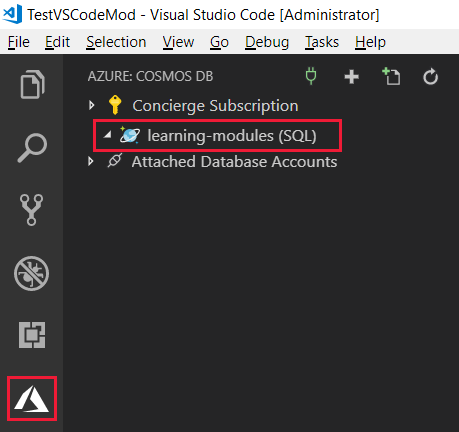 TestVSCodeMod - Visual Studio Code [Administrator]
File Edit Selection View Go Debug Tasks Help
AZURE: COSMOS DB
Concierge Subscription
learning-modules (SQL)
Attached Database Accounts